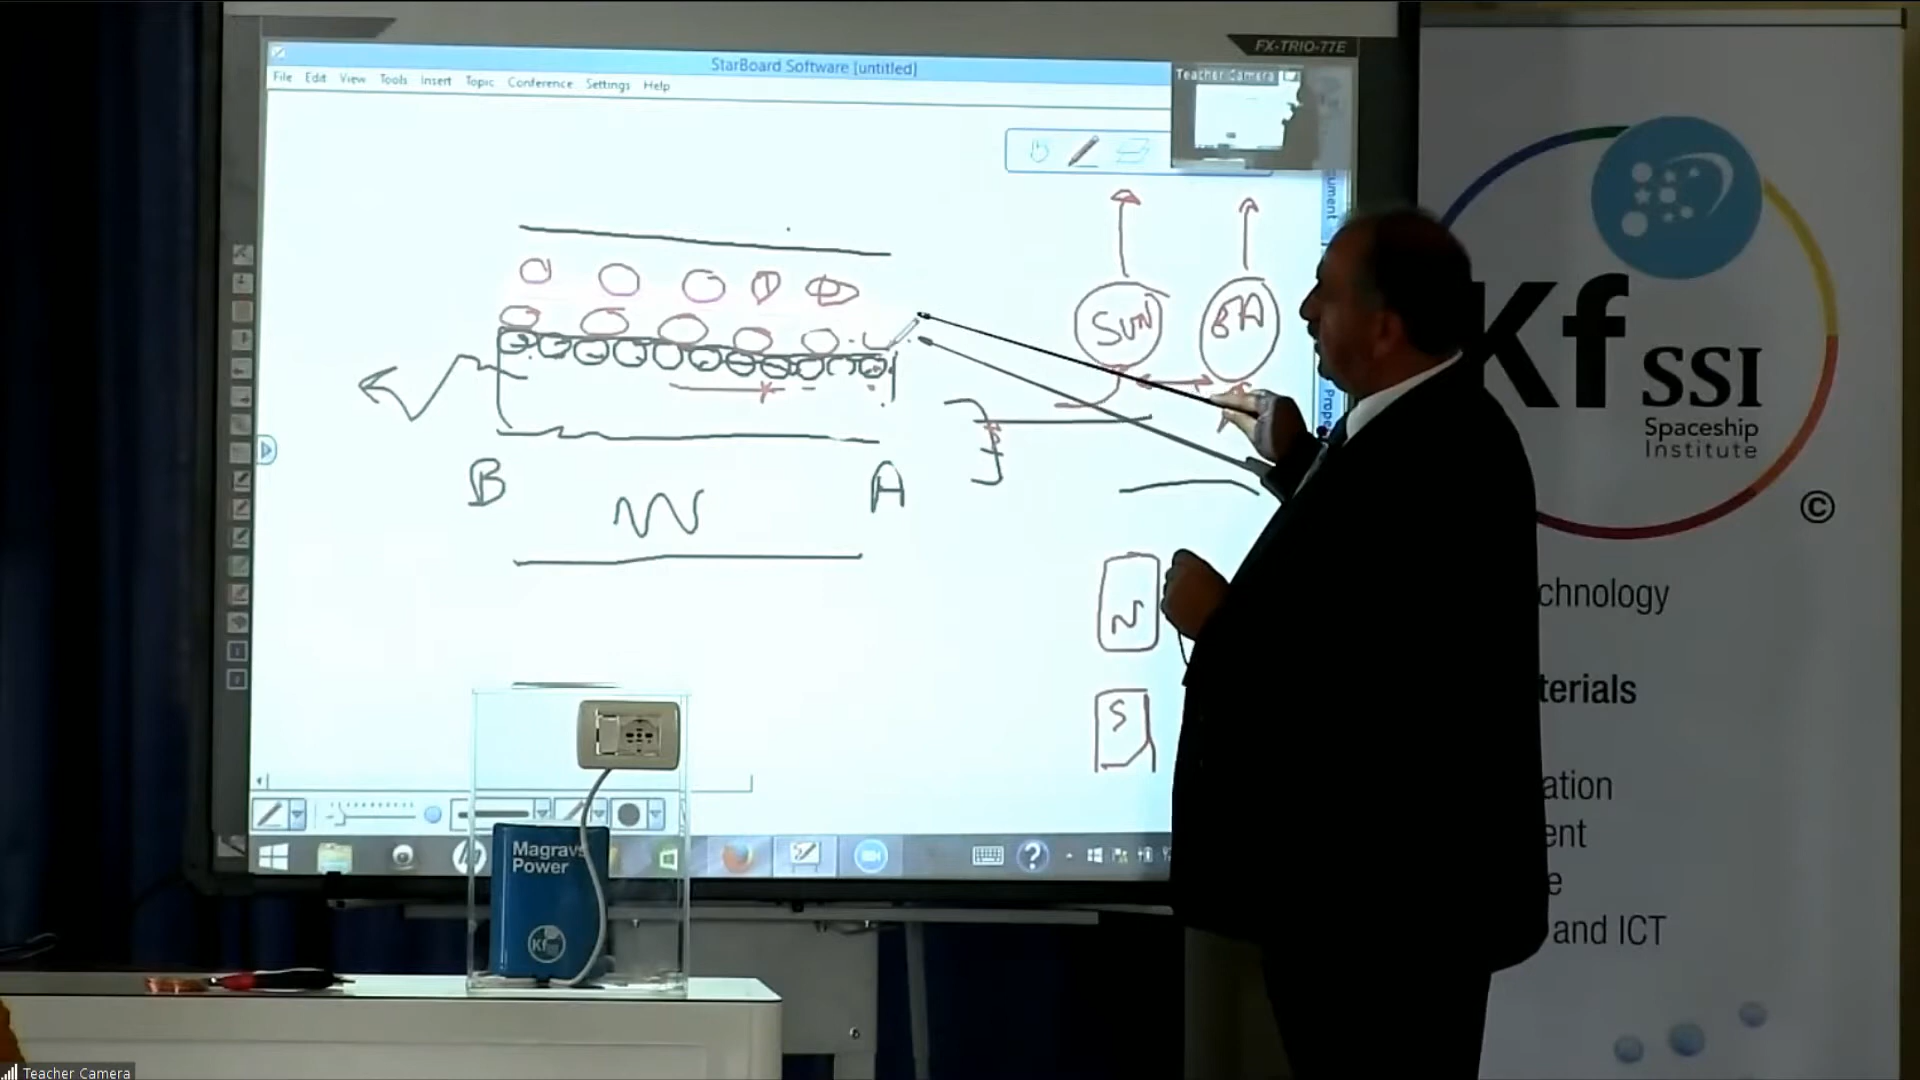 FX-TRIO-77E
StarBoard Software [untitled]
File Edit View Tools Insert Topic Conference Settings Help
Teacher Camera
SUN
B A
N
S
Magravs
Power
Kf
Kf SSI
Spaceship
Institute
©
chnology
terials
ation
ent
e
and ICT
Teacher Camera